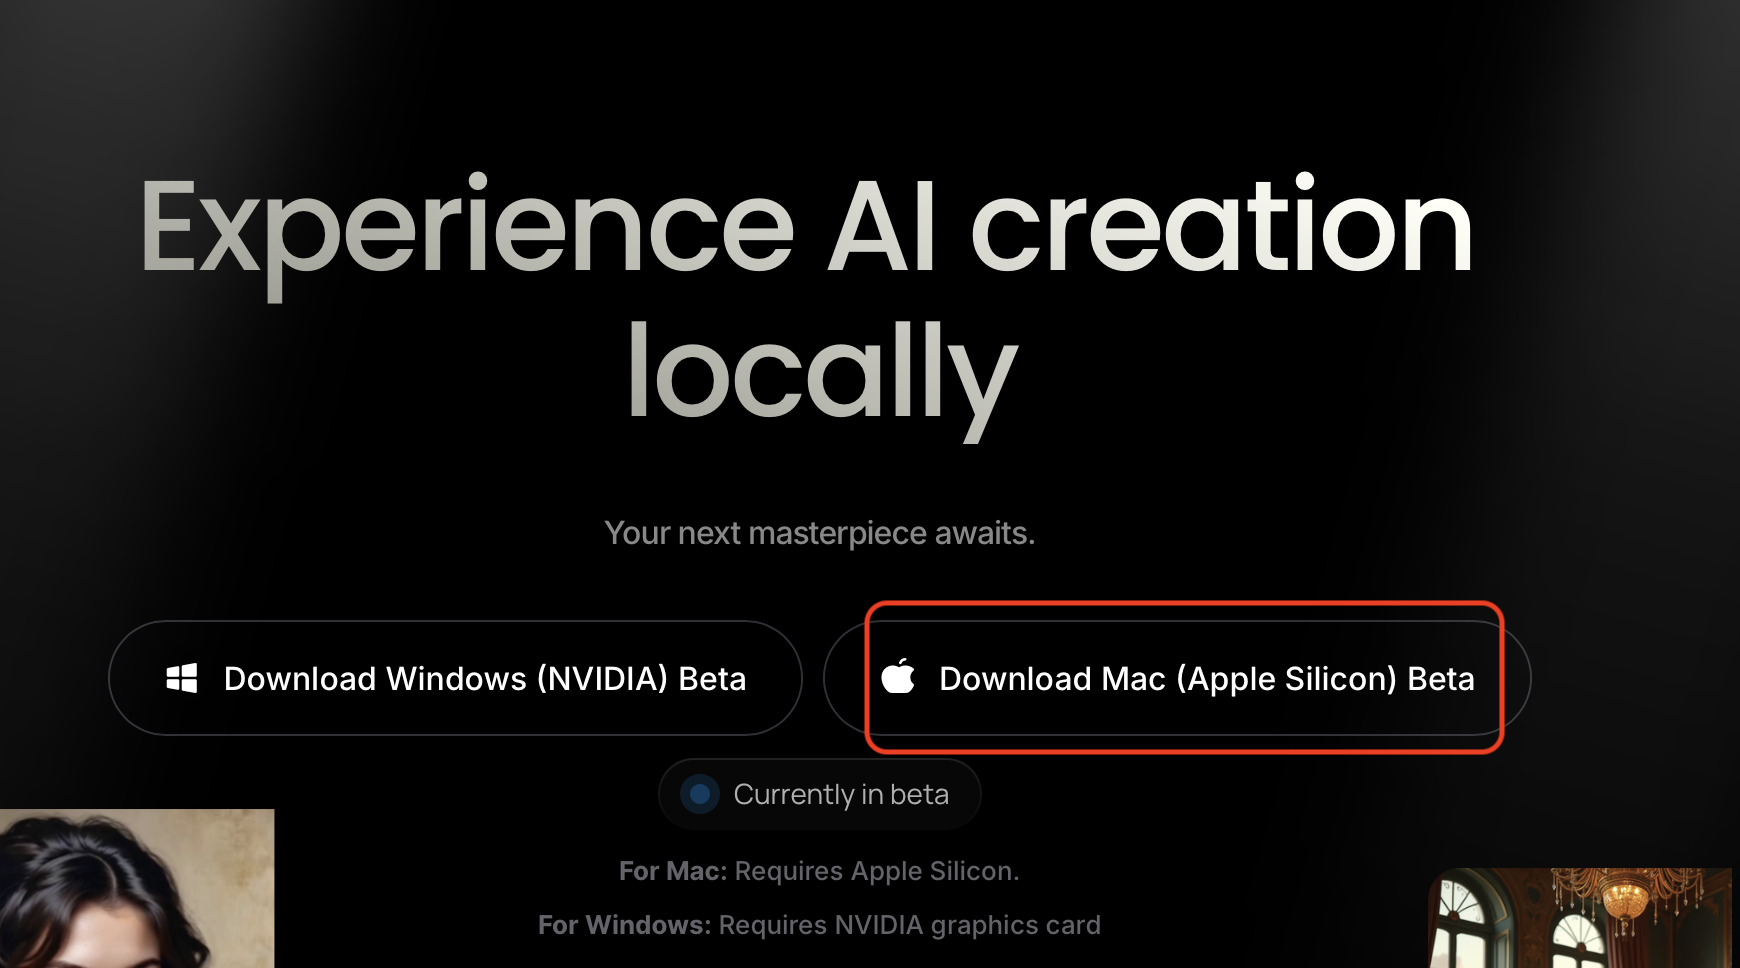 Experience AI creation
locally
Your next masterpiece awaits.
Download Windows (NVIDIA) Beta
Download Mac (Apple Silicon) Beta
Currently in beta
For Mac: Requires Apple Silicon.
For Windows: Requires NVIDIA graphics card